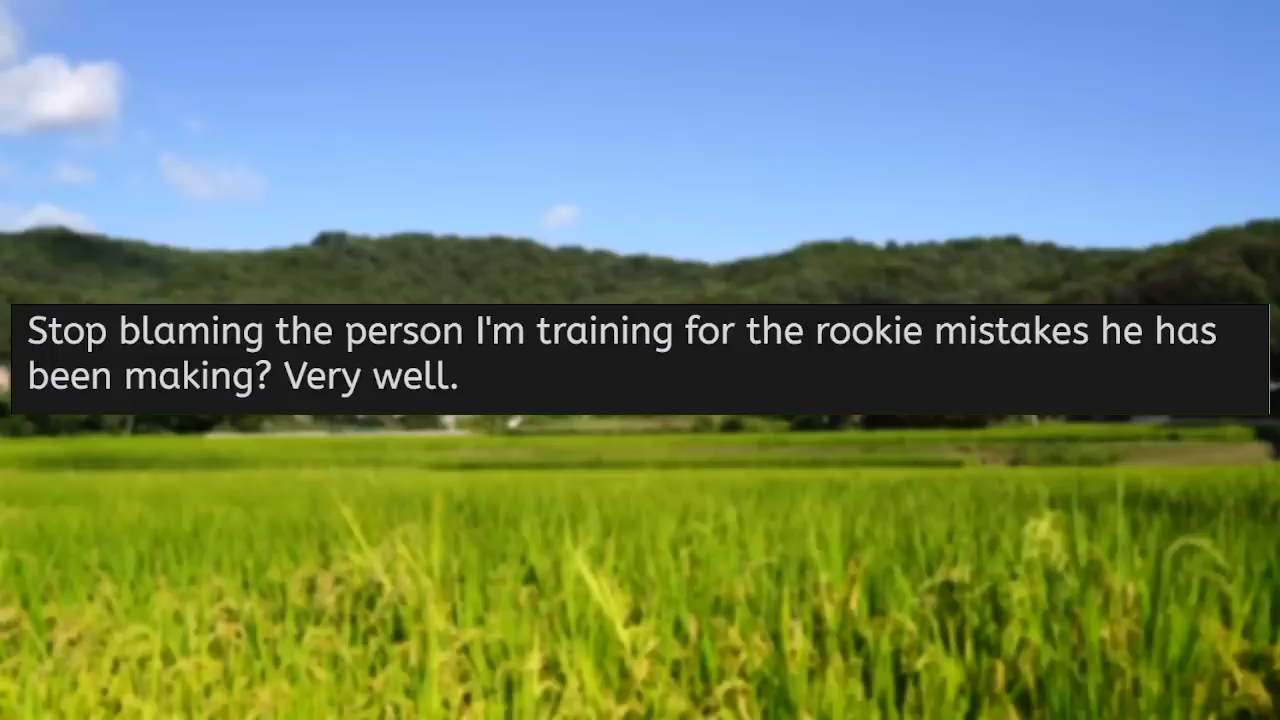 Stop blaming the person I'm training for the rookie mistakes he has
been making? Very well.